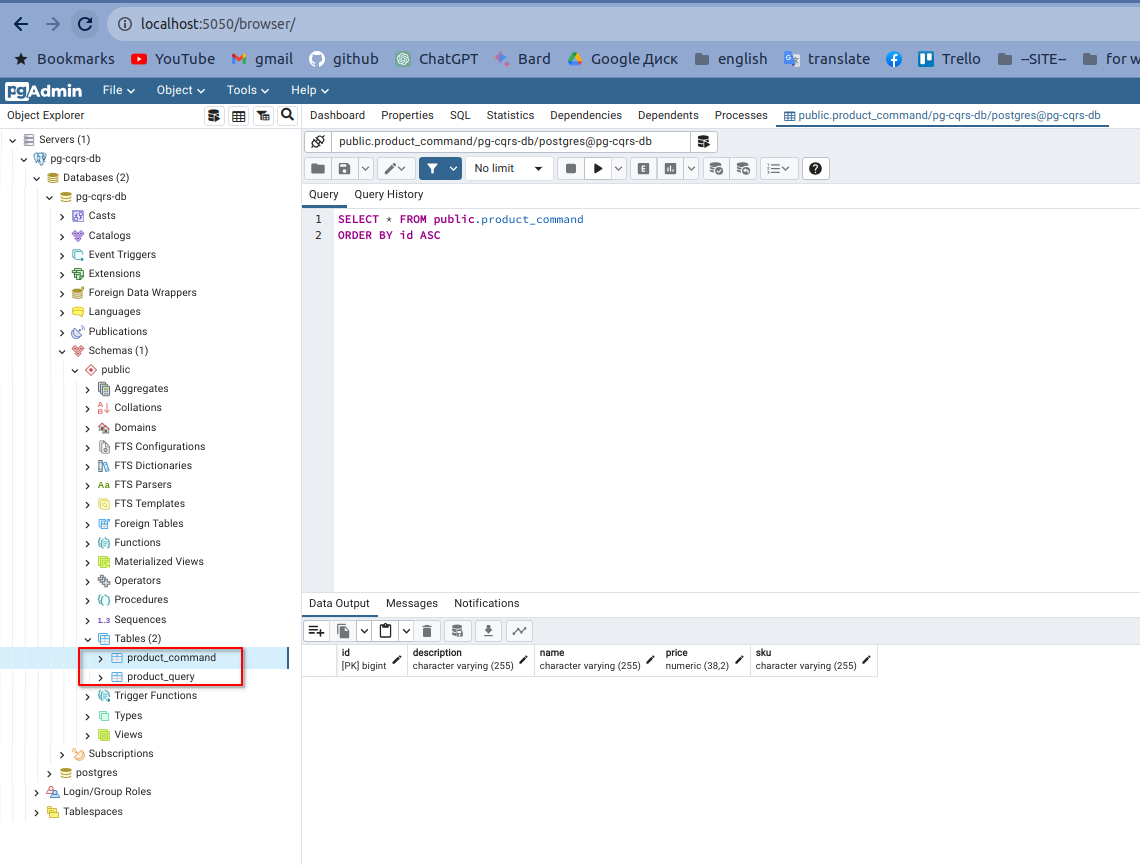 localhost:5050/browser/
Bookmarks YouTube gmail github ChatGPT Bard Google Диск english translate Trello --SITE-- for w
pgAdmin File Object Tools Help
Object Explorer
Dashboard Properties SQL Statistics Dependencies Dependents Processes public.product_command/pg-cqrs-db/postgres@pg-cqrs-db
Servers (1)
pg-cqrs-db
Databases (2)
pg-cqrs-db
Casts
Catalogs
Event Triggers
Extensions
Foreign Data Wrappers
Languages
Publications
Schemas (1)
public
Aggregates
Collations
Domains
FTS Configurations
FTS Dictionaries
Aa FTS Parsers
FTS Templates
Foreign Tables
Functions
Materialized Views
Operators
Procedures
1..3 Sequences
Tables (2)
product_command
product_query
Trigger Functions
Types
Views
Subscriptions
postgres
Login/Group Roles
Tablespaces
public.product_command/pg-cqrs-db/postgres@pg-cqrs-db
No limit E
Query Query History
1 SELECT * FROM public.product_command
2 ORDER BY id ASC
Data Output Messages Notifications
id description name price sku
[PK] bigint character varying (255) character varying (255) numeric (38,2) character varying (255)